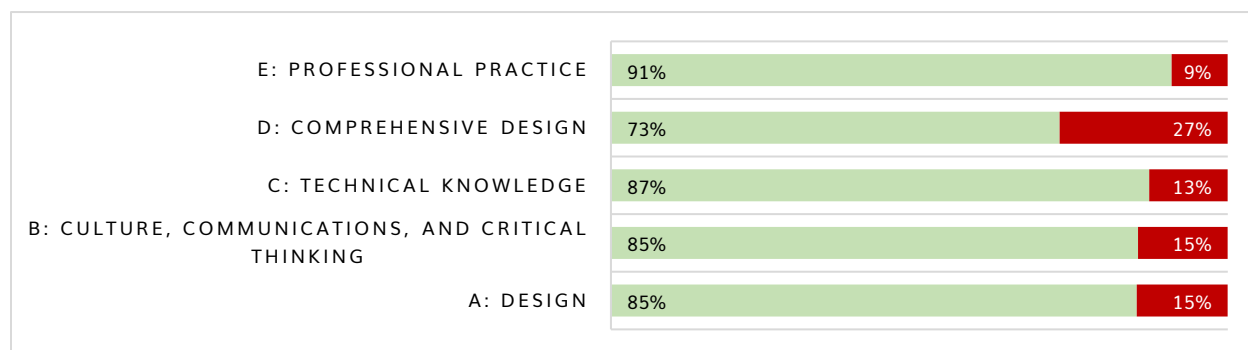 E: PROFESSIONAL PRACTICE 91% 9%
D: COMPREHENSIVE DESIGN 73% 27%
C: TECHNICAL KNOWLEDGE 87% 13%
B: CULTURE, COMMUNICATIONS, AND CRITICAL
THINKING 85% 15%
A: DESIGN 85% 15%